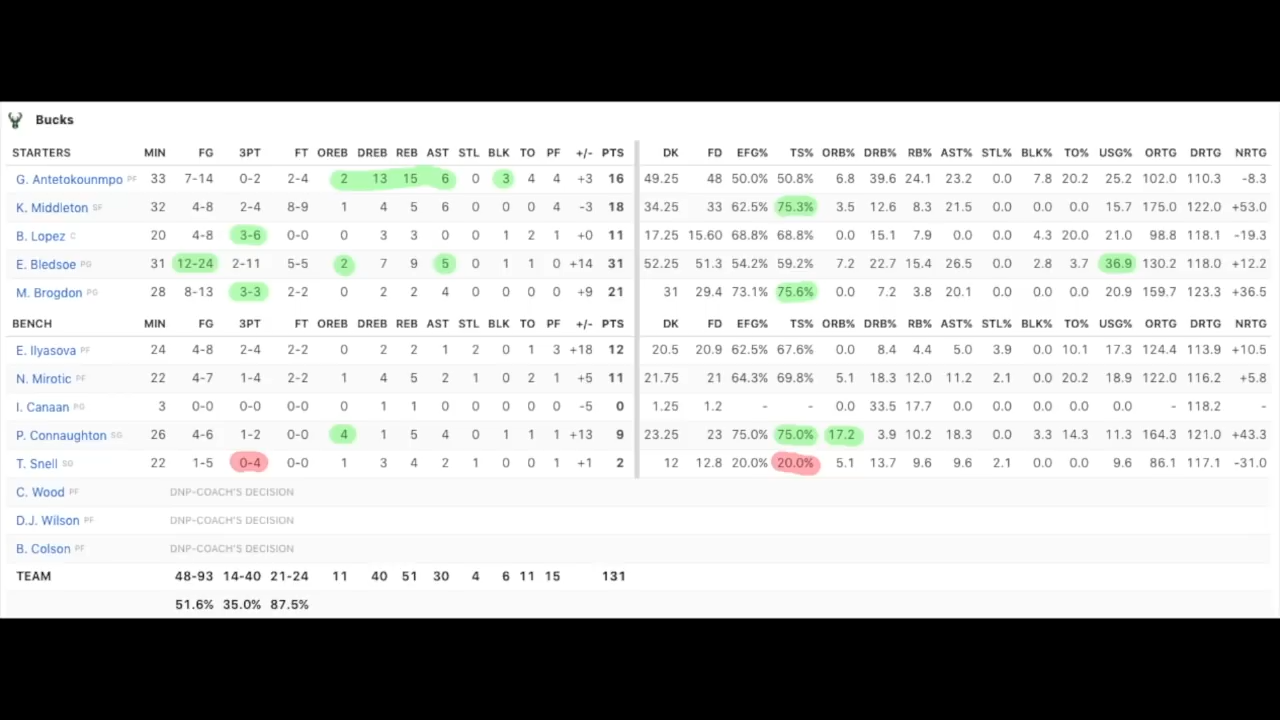 Bucks
STARTERS MIN FG 3PT FT OREB DREB REB AST STL BLK TO PF +/- PTS DK FD EFG% TS% ORB% DRB% RB% AST% STL% BLK% TO% USG% ORTG DRTG NRTG
G. Antetokounmpo PF 33 7-14 0-2 2-4 2 13 15 6 0 3 4 4 +3 16 49.25 48 50.0% 50.8% 6.8 39.6 24.1 23.2 0.0 7.8 20.2 25.2 102.0 110.3 -8.3
K. Middleton SF 32 4-8 2-4 8-9 1 4 5 6 0 0 0 4 -3 18 34.25 33 62.5% 75.3% 3.5 12.6 8.3 21.5 0.0 0.0 0.0 15.7 175.0 122.0 +53.0
B. Lopez C 20 4-8 3-6 0-0 0 3 3 0 0 1 2 1 +0 11 17.25 15.60 68.8% 68.8% 0.0 15.1 7.9 0.0 0.0 4.3 20.0 21.0 98.8 118.1 -19.3
E. Bledsoe PG 31 12-24 2-11 5-5 2 7 9 5 0 1 1 0 +14 31 52.25 51.3 54.2% 59.2% 7.2 22.7 15.4 26.5 0.0 2.8 3.7 36.9 130.2 118.0 +12.2
M. Brogdon PG 28 8-13 3-3 2-2 0 2 2 4 0 0 0 0 +9 21 31 29.4 73.1% 75.6% 0.0 7.2 3.8 20.1 0.0 0.0 0.0 20.9 159.7 123.3 +36.5
BENCH MIN FG 3PT FT OREB DREB REB AST STL BLK TO PF +/- PTS DK FD EFG% TS% ORB% DRB% RB% AST% STL% BLK% TO% USG% ORTG DRTG NRTG
E. Ilyasova PF 24 4-8 2-4 2-2 0 2 2 1 2 0 1 3 +18 12 20.5 20.9 62.5% 67.6% 0.0 8.4 4.4 5.0 3.9 0.0 10.1 17.3 124.4 113.9 +10.5
N. Mirotic PF 22 4-7 1-4 2-2 1 4 5 2 1 0 2 1 +5 11 21.75 21 64.3% 69.8% 5.1 18.3 12.0 11.2 2.1 0.0 20.2 18.9 122.0 116.2 +5.8
I. Canaan PG 3 0-0 0-0 0-0 0 1 1 0 0 0 0 0 -5 0 1.25 1.2 - - 0.0 33.5 17.7 0.0 0.0 0.0 0.0 0.0 - 118.2 -
P. Connaughton SG 26 4-6 1-2 0-0 4 1 5 4 0 1 1 1 +13 9 23.25 23 75.0% 75.0% 17.2 3.9 10.2 18.3 0.0 3.3 14.3 11.3 164.3 121.0 +43.3
T. Snell SG 22 1-5 0-4 0-0 1 3 4 2 1 0 0 1 +1 2 12 12.8 20.0% 20.0% 5.1 13.7 9.6 9.6 2.1 0.0 0.0 9.6 86.1 117.1 -31.0
C. Wood PF DNP-COACH'S DECISION
D.J. Wilson PF DNP-COACH'S DECISION
B. Colson PF DNP-COACH'S DECISION
TEAM 48-93 14-40 21-24 11 40 51 30 4 6 11 15 131
51.6% 35.0% 87.5%